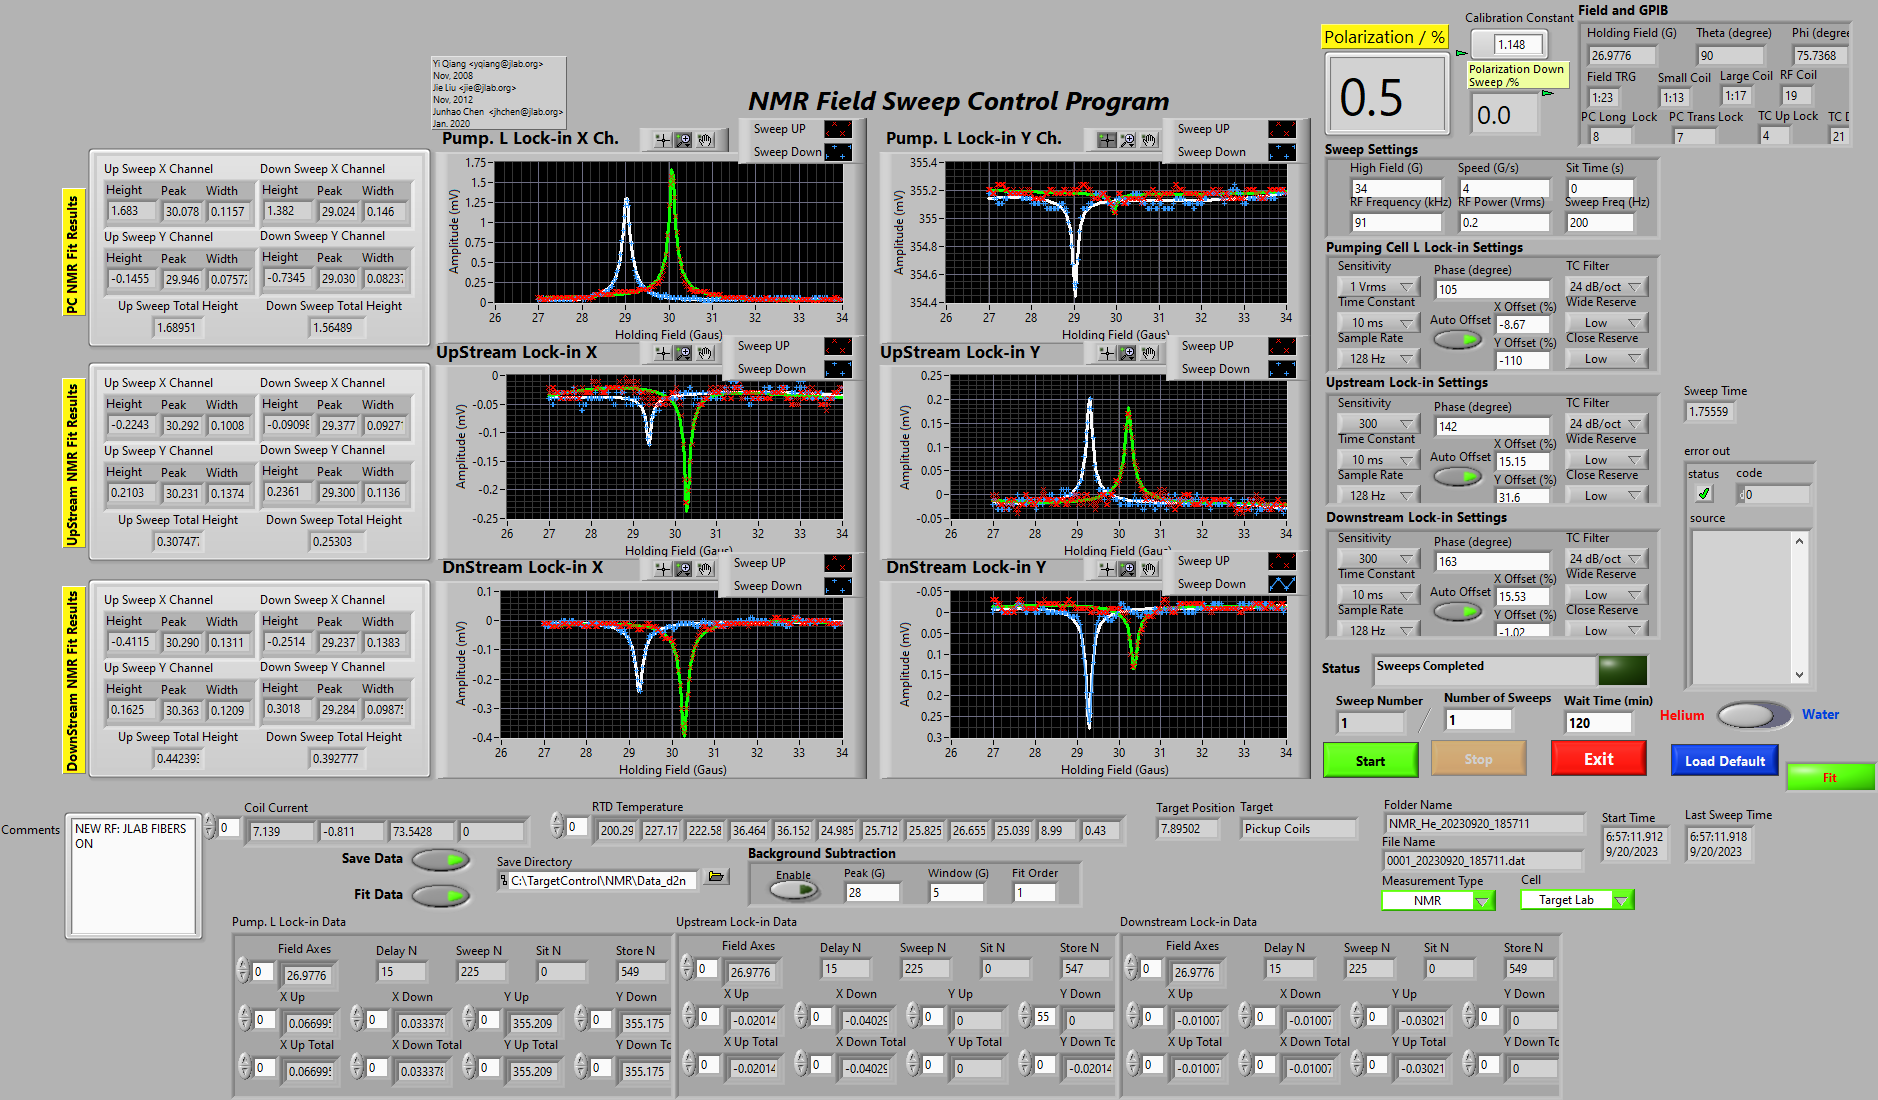 Yi Qiang <yqiang@jlab.org>
Nov, 2008
Jie Liu <jie@jlab.org>
Nov, 2012
Junhao Chen <jhchen@jlab.org>
Jan. 2020
NMR Field Sweep Control Program
Polarization / %
0.5
Calibration Constant
1.148
Polarization Down Sweep /%
0.0
Field and GPIB
Holding Field (G) Theta (degree) Phi (degree
26.9776 90 75.7368
Field TRG Small Coil Large Coil RF Coil
1:23 1:13 1:17 19
PC Long Lock PC Trans Lock TC Up Lock TC D
8 7 4 21
PC NMR Fit Results
Up Sweep X Channel Down Sweep X Channel
Height Peak Width Height Peak Width
1.683 30.078 0.1157 1.382 29.024 0.146
Up Sweep Y Channel Down Sweep Y Channel
Height Peak Width Height Peak Width
-0.1455 29.946 0.07572 -0.7345 29.030 0.0823
Up Sweep Total Height Down Sweep Total Height
1.68951 1.56489
UpStream NMR Fit Results
Up Sweep X Channel Down Sweep X Channel
Height Peak Width Height Peak Width
-0.2243 30.292 0.1008 -0.09098 29.377 0.0927
Up Sweep Y Channel Down Sweep Y Channel
Height Peak Width Height Peak Width
0.2103 30.231 0.1374 0.2361 29.300 0.1136
Up Sweep Total Height Down Sweep Total Height
0.307477 0.25303
DownStream NMR Fit Results
Up Sweep X Channel Down Sweep X Channel
Height Peak Width Height Peak Width
-0.4115 30.290 0.1311 -0.2514 29.237 0.1383
Up Sweep Y Channel Down Sweep Y Channel
Height Peak Width Height Peak Width
0.1625 30.363 0.1209 0.3018 29.284 0.0987
Up Sweep Total Height Down Sweep Total Height
0.44239 0.392777
Pump. L Lock-in X Ch.
Sweep UP
Sweep Down
Amplitude (mV)
1.75
1.5
1.25
1
0.75
0.5
0.25
0
26 27 28 29 30 31 32 33 34
Holding Field (Gaus)
Pump. L Lock-in Y Ch.
Sweep UP
Sweep Down
Amplitude (mV)
355.4
355.2
355
354.8
354.6
354.4
26 27 28 29 30 31 32 33 34
Holding Field (Gaus)
UpStream Lock-in X
Sweep UP
Sweep Down
Amplitude (mV)
0
-0.05
-0.1
-0.15
-0.2
-0.25
26 27 28 29 30 31 32 33 34
Holding Field (Gaus)
UpStream Lock-in Y
Sweep UP
Sweep Down
Amplitude (mV)
0.25
0.2
0.15
0.1
0.05
0
-0.05
26 27 28 29 30 31 32 33 34
Holding Field (Gaus)
DnStream Lock-in X
Sweep UP
Sweep Down
Amplitude (mV)
0.1
0
-0.1
-0.2
-0.3
-0.4
26 27 28 29 30 31 32 33 34
Holding Field (Gaus)
DnStream Lock-in Y
Sweep UP
Sweep Down
Amplitude (mV)
-0.05
0
0.05
0.1
0.15
0.2
0.25
0.3
26 27 28 29 30 31 32 33 34
Holding Field (Gaus)
Sweep Settings
High Field (G) Speed (G/s) Sit Time (s)
34 4 0
RF Frequency (kHz) RF Power (Vrms) Sweep Freq (Hz)
91 0.2 200
Pumping Cell L Lock-in Settings
Sensitivity Phase (degree) TC Filter
1 Vrms 105 24 dB/oct
Time Constant X Offset (%) Wide Reserve
10 ms Auto Offset -8.67 Low
Sample Rate Y Offset (%) Close Reserve
128 Hz -110 Low
Upstream Lock-in Settings
Sensitivity Phase (degree) TC Filter
300 142 24 dB/oct
Time Constant X Offset (%) Wide Reserve
10 ms Auto Offset 15.15 Low
Sample Rate Y Offset (%) Close Reserve
128 Hz 31.6 Low
Downstream Lock-in Settings
Sensitivity Phase (degree) TC Filter
300 163 24 dB/oct
Time Constant X Offset (%) Wide Reserve
10 ms Auto Offset 15.53 Low
Sample Rate Y Offset (%) Close Reserve
128 Hz -1.02 Low
Sweep Time
1.75559
error out
status code
0
source
Status Sweeps Completed
Sweep Number Number of Sweeps Wait Time (min)
1 / 1 120
Helium Water
Start Stop Exit Load Default Fit
Comments
NEW RF: JLAB FIBERS
ON
Coil Current
0 7.139 -0.811 73.5428 0
RTD Temperature
0 200.29 227.17 222.58 36.464 36.152 24.985 25.712 25.825 26.655 25.039 8.99 0.43
Target Position Target
7.89502 Pickup Coils
Save Data
Fit Data
Save Directory
C:\TargetControl\NMR\Data_d2n
Background Subtraction
Enable Peak (G) Window (G) Fit Order
28 5 1
Folder Name
NMR_He_20230920_185711
File Name
0001_20230920_185711.dat
Measurement Type Cell
NMR Target Lab
Start Time Last Sweep Time
6:57:11.912 6:57:11.918
9/20/2023 9/20/2023
Pump. L Lock-in Data
Field Axes Delay N Sweep N Sit N Store N
0 26.9776 15 225 0 549
X Up X Down Y Up Y Down
0 0.06699 0 0.033378 0 355.209 0 355.175
X Up Total X Down Total Y Up Total Y Down To
0 0.06699 0 0.033378 0 355.209 0 355.175
Upstream Lock-in Data
Field Axes Delay N Sweep N Sit N Store N
0 26.9776 15 225 0 547
X Up X Down Y Up Y Down
0 -0.02014 0 -0.04029 0 0 55 0
X Up Total X Down Total Y Up Total Y Down To
0 -0.02014 0 -0.04029 0 0 0 -0.02014
Downstream Lock-in Data
Field Axes Delay N Sweep N Sit N Store N
0 26.9776 15 225 0 549
X Up X Down Y Up Y Down
0 -0.01007 0 -0.01007 0 -0.03021 0 0
X Up Total X Down Total Y Up Total Y Down To
0 -0.01007 0 -0.01007 0 -0.03021 0 0